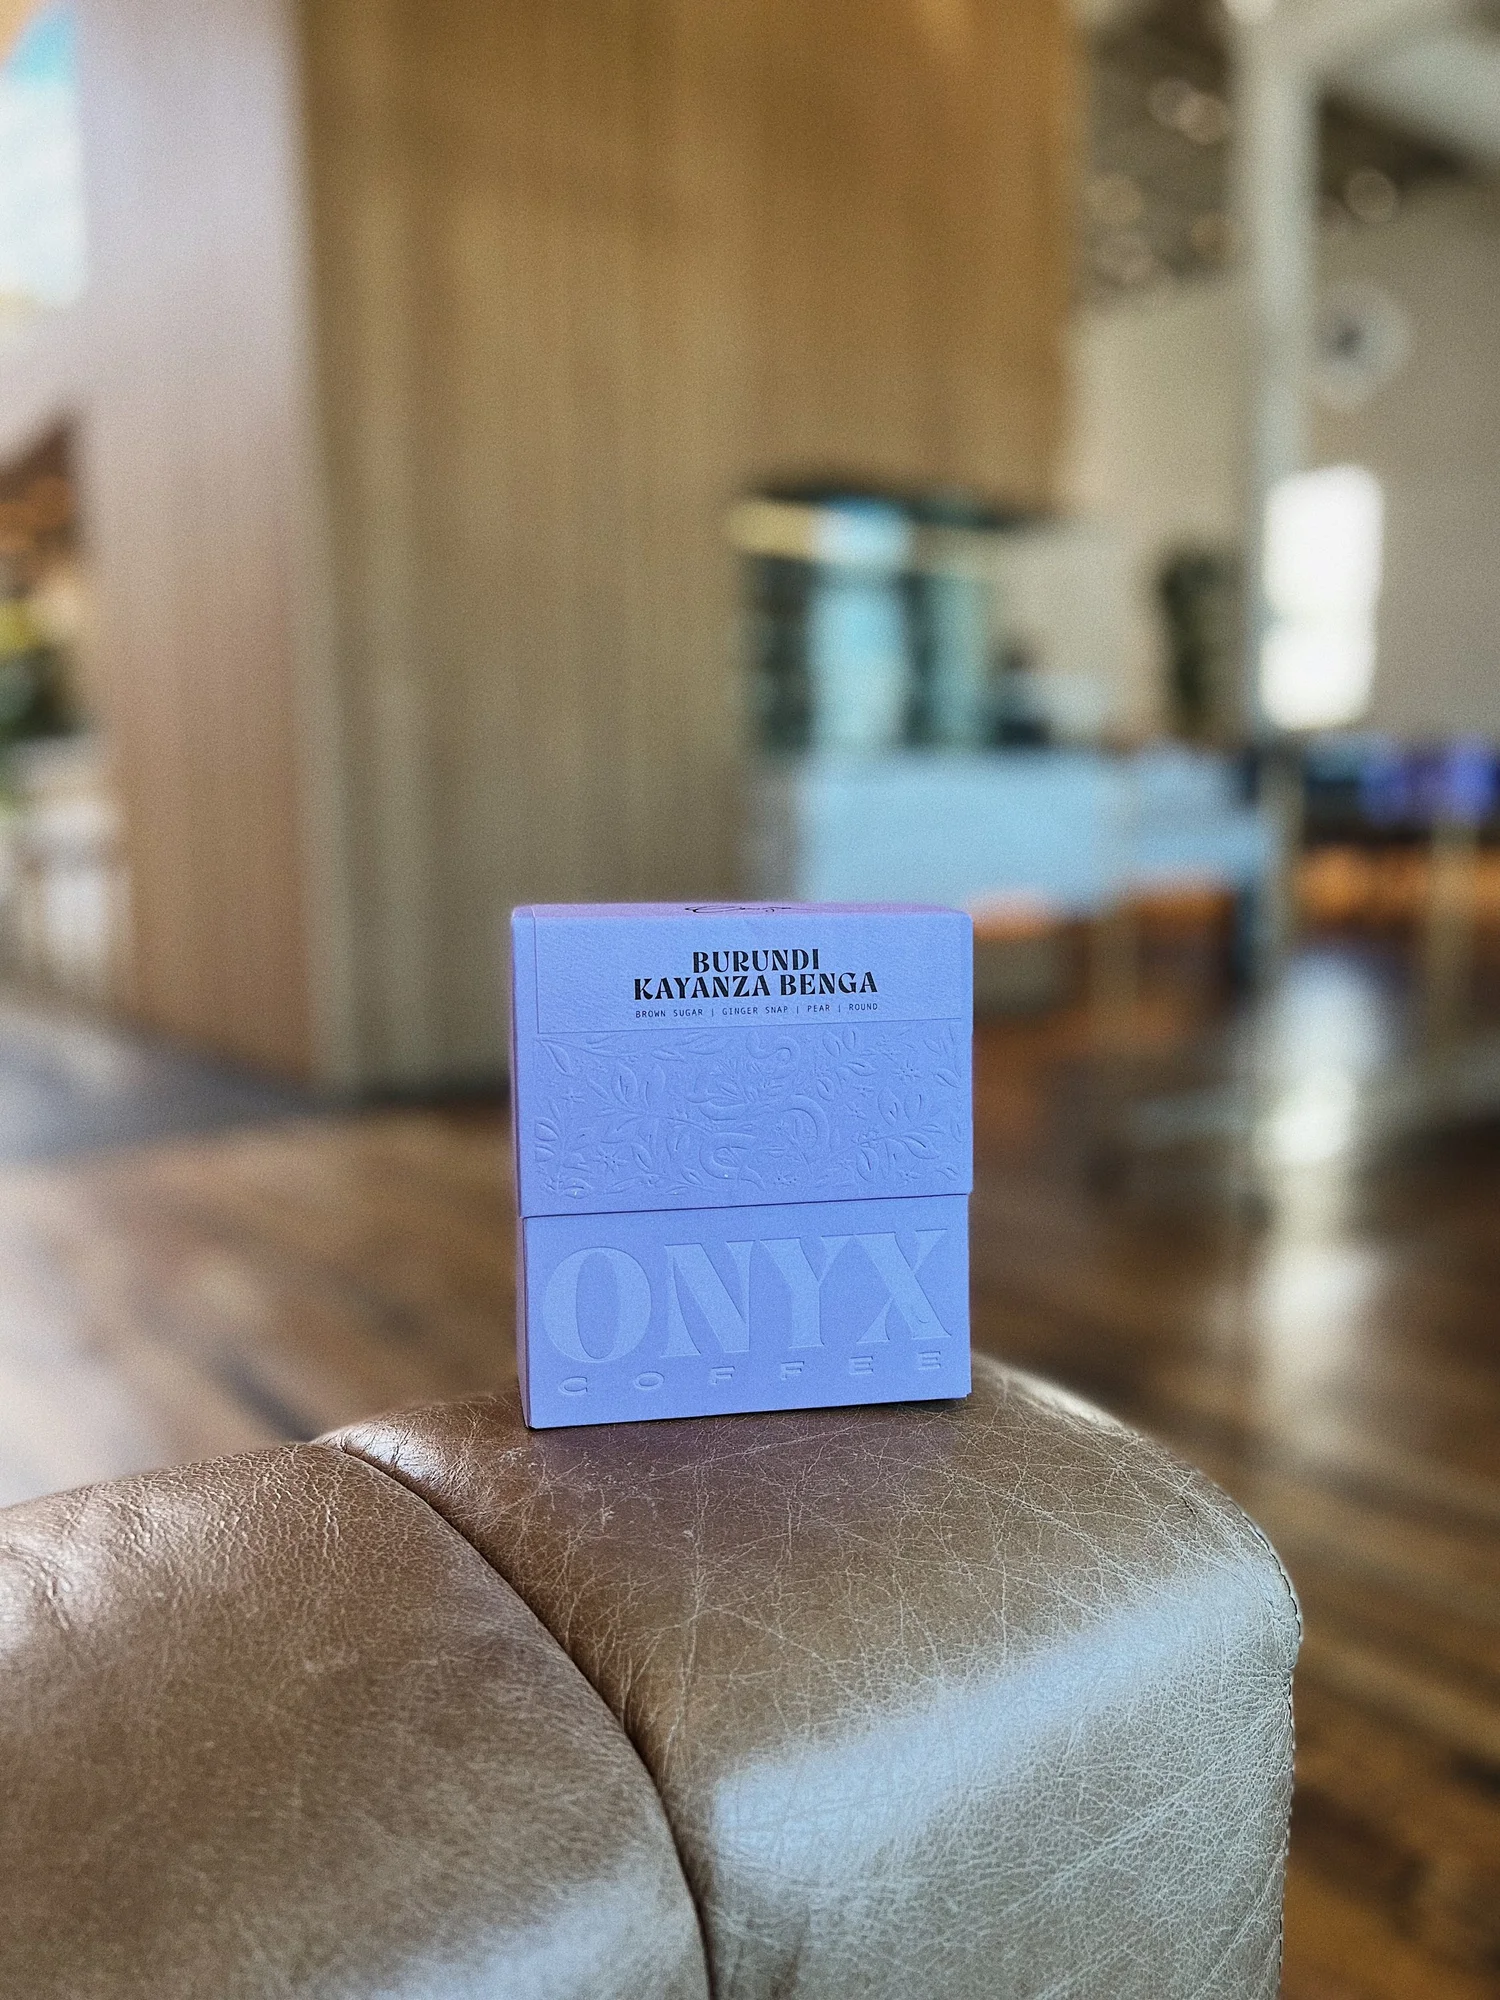 BURUNDI
KAYANZA BENGA
BROWN SUGAR | GINGER SNAP | PEAR | ROUND
ONYX
COFFEE